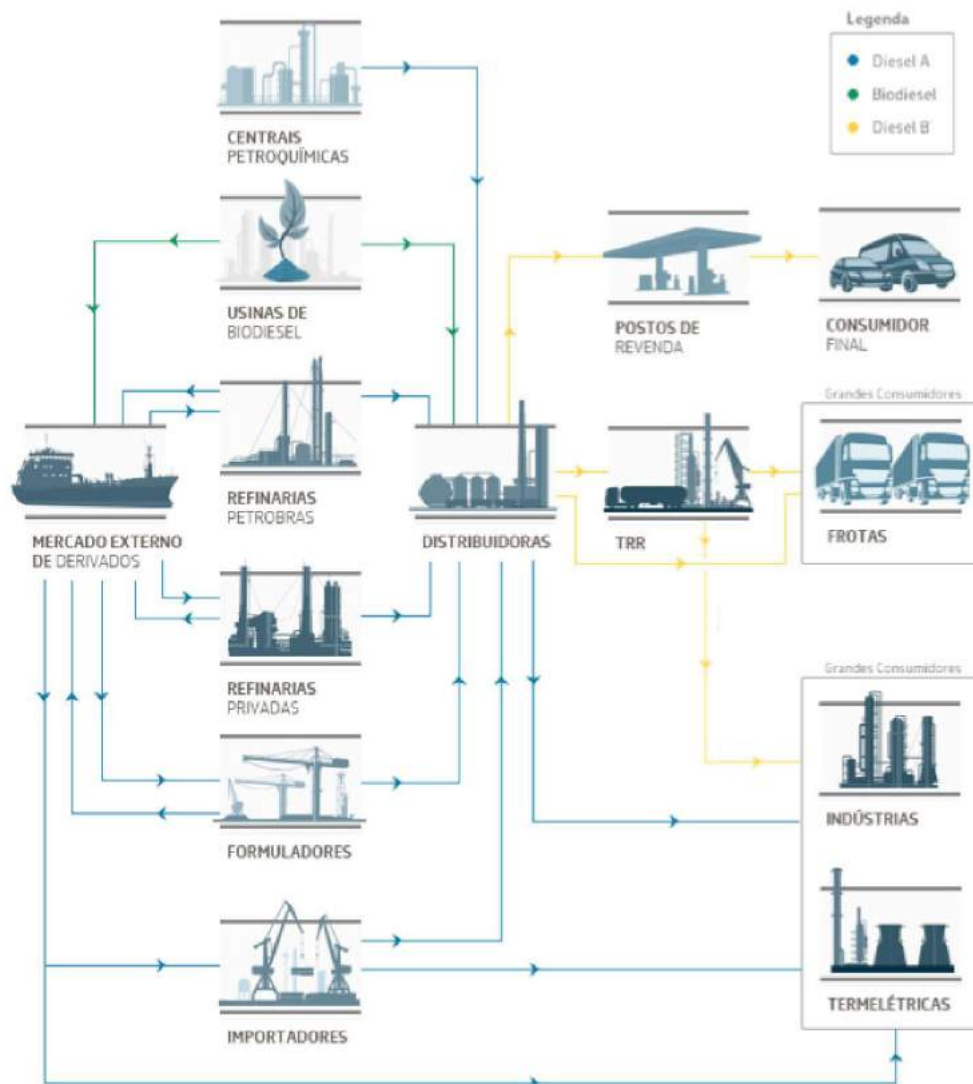 Legenda
Diesel A
Biodiesel
Diesel B
CENTRAIS
PETROQUÍMICAS
USINAS DE
BIODIESEL
POSTOS DE
REVENDA
CONSUMIDOR
FINAL
Grandes Consumidores
REFINARIAS
PETROBRAS
MERCADO EXTERNO
DE DERIVADOS
DISTRIBUIDORAS
TRR
FROTAS
REFINARIAS
PRIVADAS
Grandes Consumidores
FORMULADORES
INDÚSTRIAS
IMPORTADORES
TERMELÉTRICAS